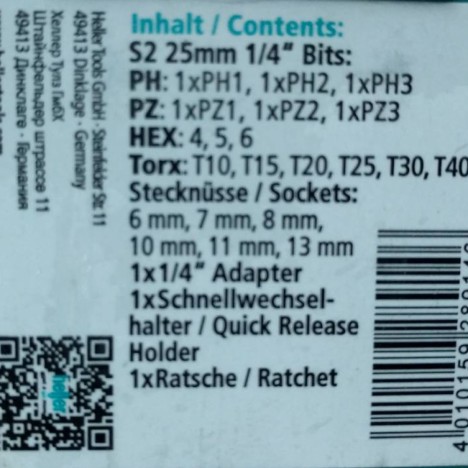 Inhalt / Contents:
S2 25mm 1/4" Bits:
PH: 1xPH1, 1xPH2, 1xPH3
PZ: 1xPZ1, 1xPZ2, 1xPZ3
HEX: 4, 5, 6
Torx: T10, T15, T20, T25, T30, T40
Stecknüsse / Sockets:
6 mm, 7 mm, 8 mm,
10 mm, 11 mm, 13 mm
1x1/4" Adapter
1xSchnellwechsel-
halter / Quick Release
Holder
1xRatsche / Ratchet
Heller Tools GmbH · Steinfelder Str. 11
49413 Dinklage · Germany
Хеллер Тулз ГмбХ
Штайнфельдер штрассе 11
49413 Динклаге · Германия
heller
4 010159